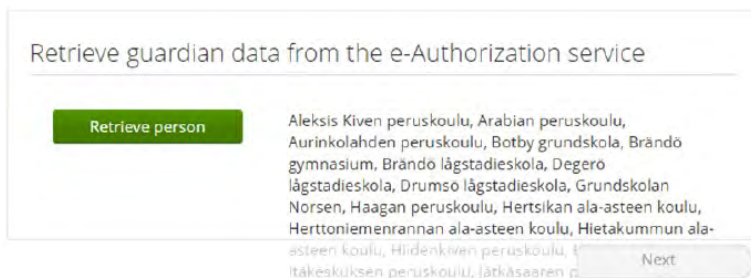 Retrieve guardian data from the e-Authorization service
Retrieve person
Aleksis Kiven peruskoulu, Arabian peruskoulu,
Aurinkolahden peruskoulu, Botby grundskola, Brändö
gymnasium, Brändö lågstadieskola, Degerö
lågstadieskola, Drumsö lågstadieskola, Grundskolan
Norsen, Haagan peruskoulu, Hertsikan ala-asteen koulu,
Herttoniemenrannan ala-asteen koulu, Hietakummun ala-
asteen koulu, Hiidenkiven peruskoulu,
Itäkeskuksen peruskoulu, Jätkäsaaren
Next